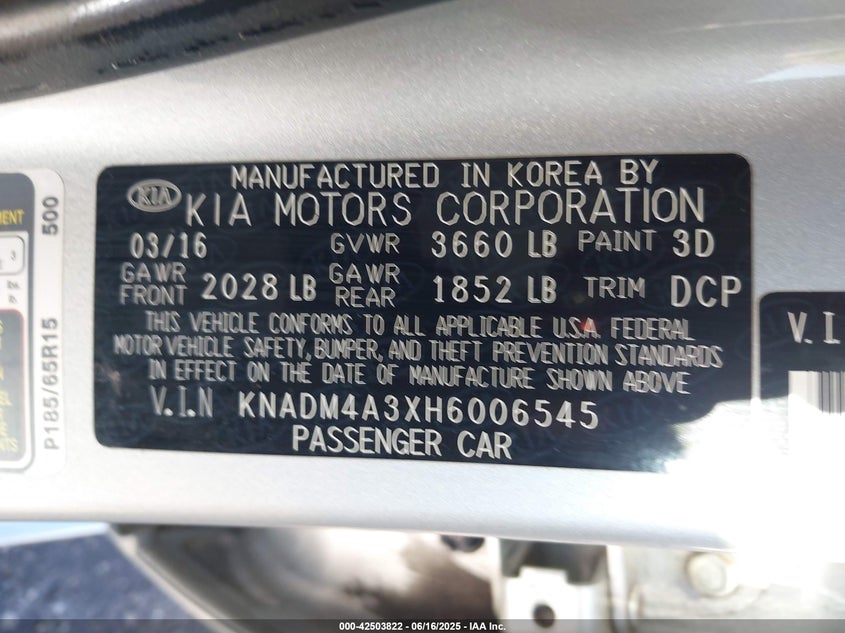 MANUFACTURED IN KOREA BY
KIA KIA MOTORS CORPORATION
03/16 GVWR 3660 LB PAINT 3D
GAWR FRONT 2028 LB GAWR REAR 1852 LB TRIM DCP
THIS VEHICLE CONFORMS TO ALL APPLICABLE U.S.A. FEDERAL
MOTOR VEHICLE SAFETY, BUMPER, AND THEFT PREVENTION STANDARDS
IN EFFECT ON THE DATE OF MANUFACTURE SHOWN ABOVE
V.I.N KNADM4A3XH6006545
PASSENGER CAR
P185/65R15 500
V.I
000-42503822 - 06/16/2025 - IAA Inc.